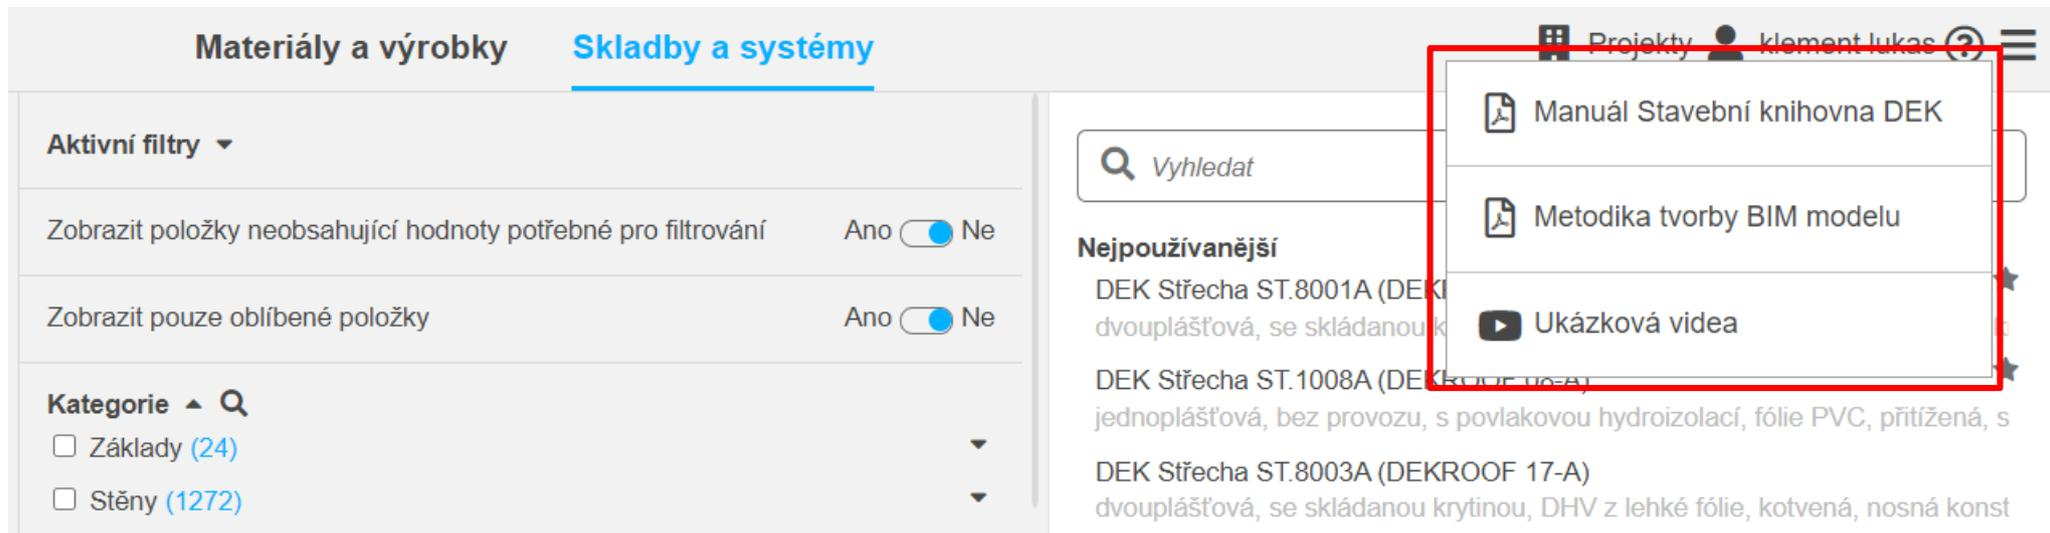 Materiály a výrobky Skladby a systémy Projekty klement lukas
Aktivní filtry
Zobrazit položky neobsahující hodnoty potřebné pro filtrování Ano Ne
Zobrazit pouze oblíbené položky Ano Ne
Kategorie
Základy (24)
Stěny (1272)
Manuál Stavební knihovna DEK
Metodika tvorby BIM modelu
Ukázková videa
Vyhledat
Nejpoužívanější
DEK Střecha ST.8001A
dvouplášťová, se skládanou
DEK Střecha ST.1008A (DEKROOF 08-A)
jednoplášťová, bez provozu, s povlakovou hydroizolací, fólie PVC, přitížená, s
DEK Střecha ST.8003A (DEKROOF 17-A)
dvouplášťová, se skládanou krytinou, DHV z lehké fólie, kotvená, nosná konst